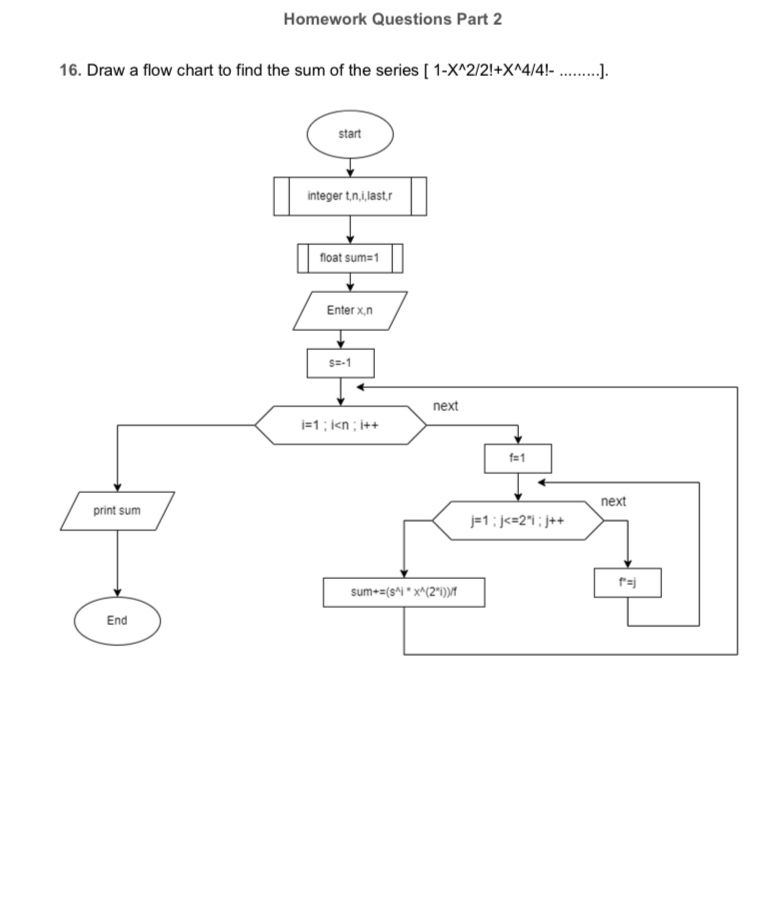 Homework Questions Part 2
16. Draw a flow chart to find the sum of the series [ 1-X^2/2!+X^4/4!- .........].
start
integer t,n,i,last,r
float sum=1
Enter x,n
s=-1
next
i=1 ; i<n ; i++
f=1
next
print sum
j=1 ; j<=2*i ; j++
f*=j
sum+=(s^i * x^(2*i))/f
End